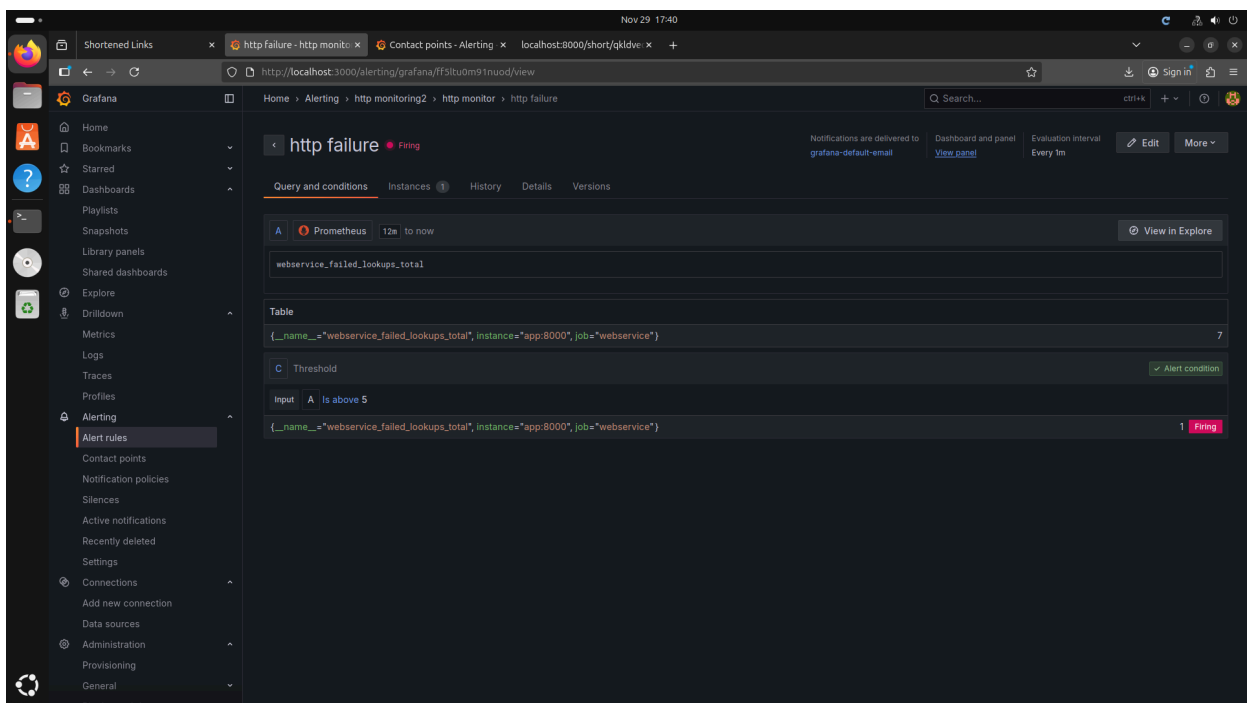 Nov 29 17:40
Shortened Links
http failure - http monito
Contact points - Alerting
localhost:8000/short/qkldve
http://localhost:3000/alerting/grafana/ff5ltu0m91nuod/view
Sign in
Grafana
Home › Alerting › http monitoring2 › http monitor › http failure
Search...
ctrl+k
Home
Bookmarks
Starred
Dashboards
Playlists
Snapshots
Library panels
Shared dashboards
Explore
Drilldown
Metrics
Logs
Traces
Profiles
Alerting
Alert rules
Contact points
Notification policies
Silences
Active notifications
Recently deleted
Settings
Connections
Add new connection
Data sources
Administration
Provisioning
General
http failure Firing
Notifications are delivered to
grafana-default-email
Dashboard and panel
View panel
Evaluation interval
Every 1m
Edit
More
Query and conditions Instances 1 History Details Versions
A Prometheus 12m to now
View in Explore
webservice_failed_lookups_total
Table
{__name__="webservice_failed_lookups_total", instance="app:8000", job="webservice"} 7
C Threshold
Alert condition
Input A Is above 5
{__name__="webservice_failed_lookups_total", instance="app:8000", job="webservice"} 1 Firing